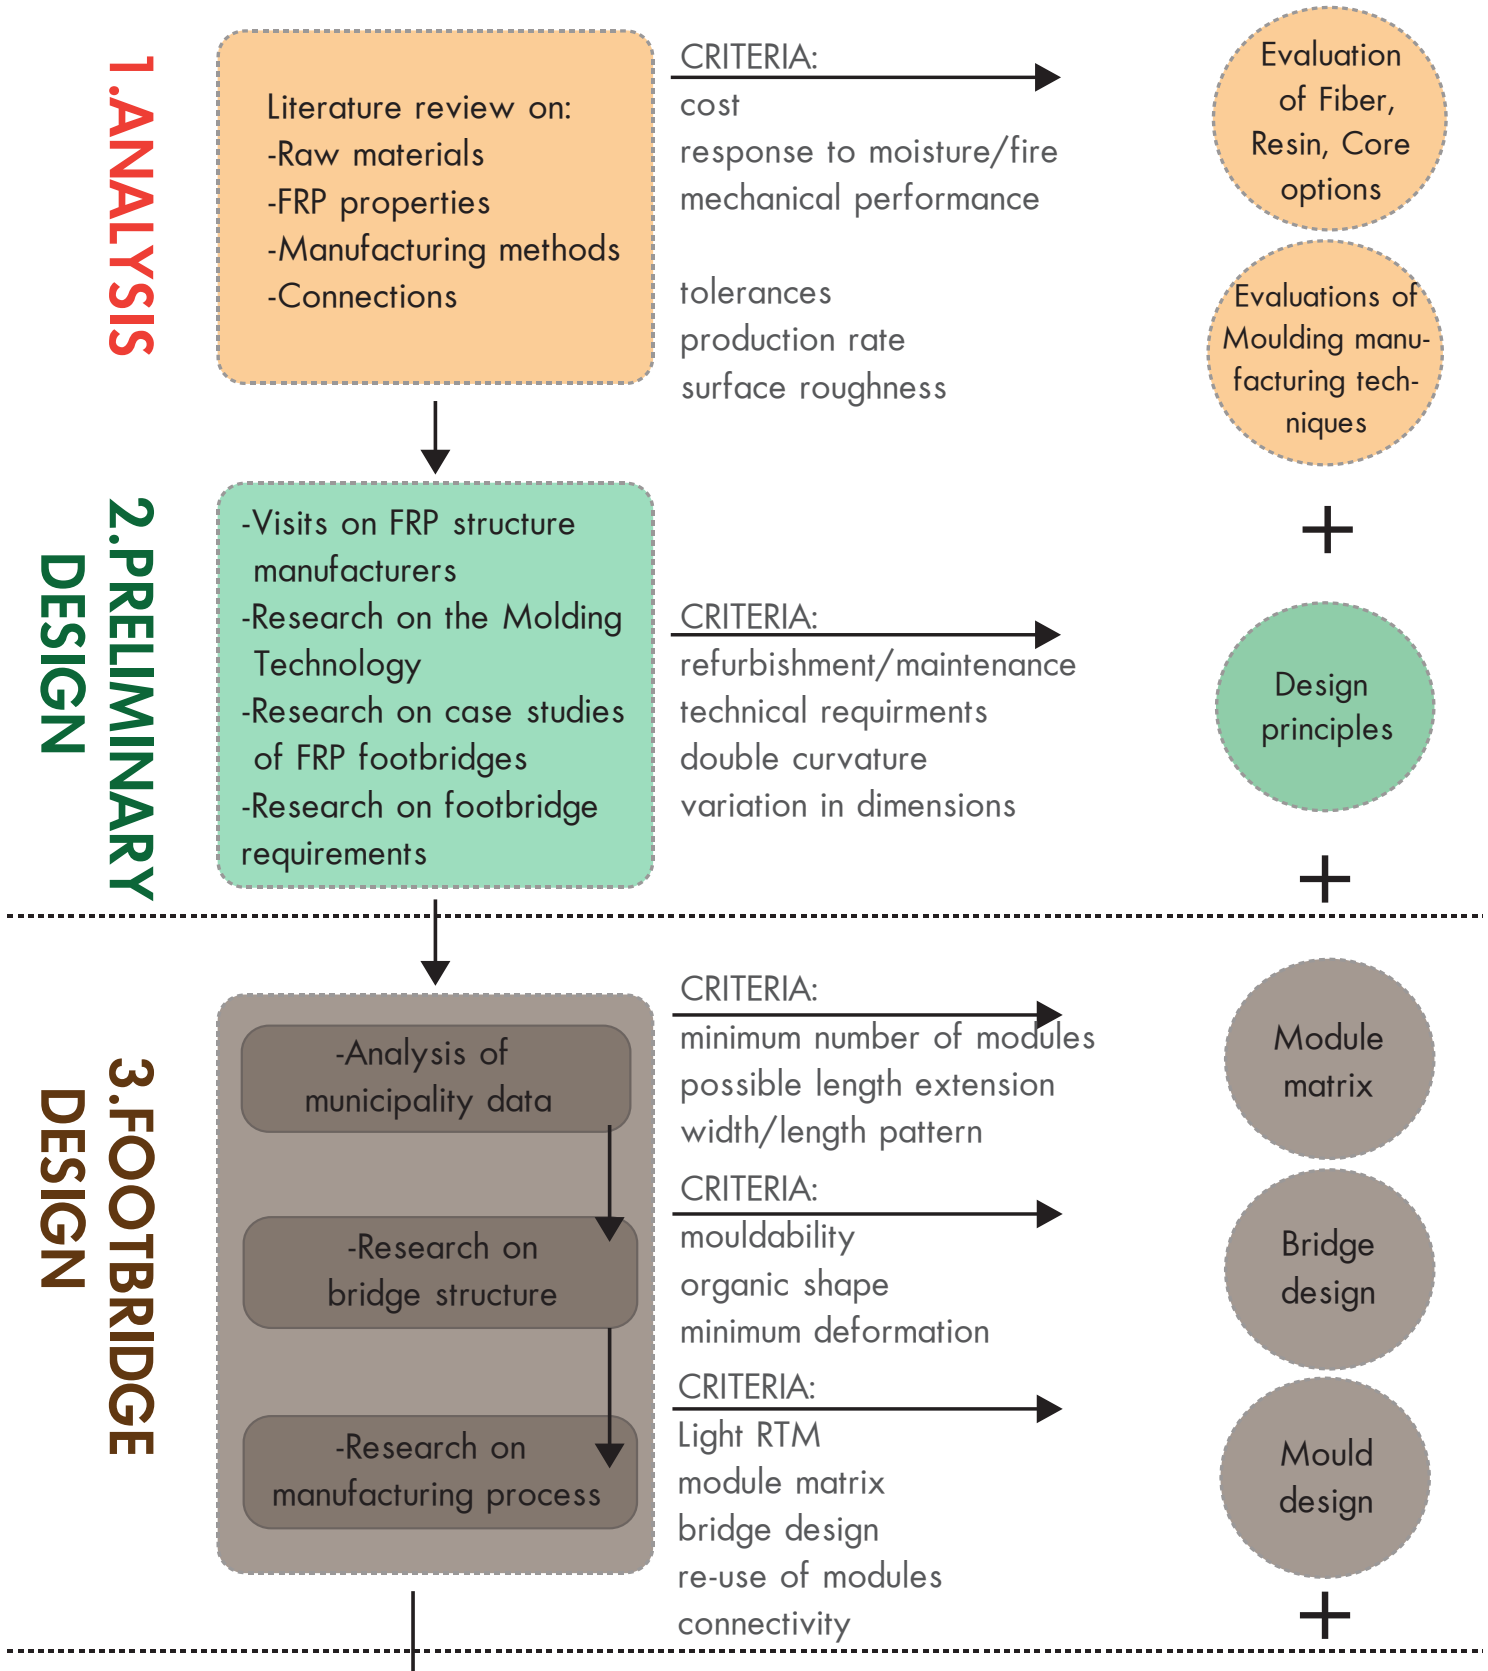 1.ANALYSIS
Literature review on:
-Raw materials
-FRP properties
-Manufacturing methods
-Connections
CRITERIA:
cost
response to moisture/fire
mechanical performance
tolerances
production rate
surface roughness
Evaluation
of Fiber,
Resin, Core
options
Evaluations of
Moulding manu-
facturing tech-
niques
+
2.PRELIMINARY
DESIGN
-Visits on FRP structure
manufacturers
-Research on the Molding
Technology
-Research on case studies
of FRP footbridges
-Research on footbridge
requirements
CRITERIA:
refurbishment/maintenance
technical requirments
double curvature
variation in dimensions
Design
principles
+
3.FOOTBRIDGE
DESIGN
-Analysis of
municipality data
CRITERIA:
minimum number of modules
possible length extension
width/length pattern
Module
matrix
-Research on
bridge structure
CRITERIA:
mouldability
organic shape
minimum deformation
Bridge
design
-Research on
manufacturing process
CRITERIA:
Light RTM
module matrix
bridge design
re-use of modules
connectivity
Mould
design
+